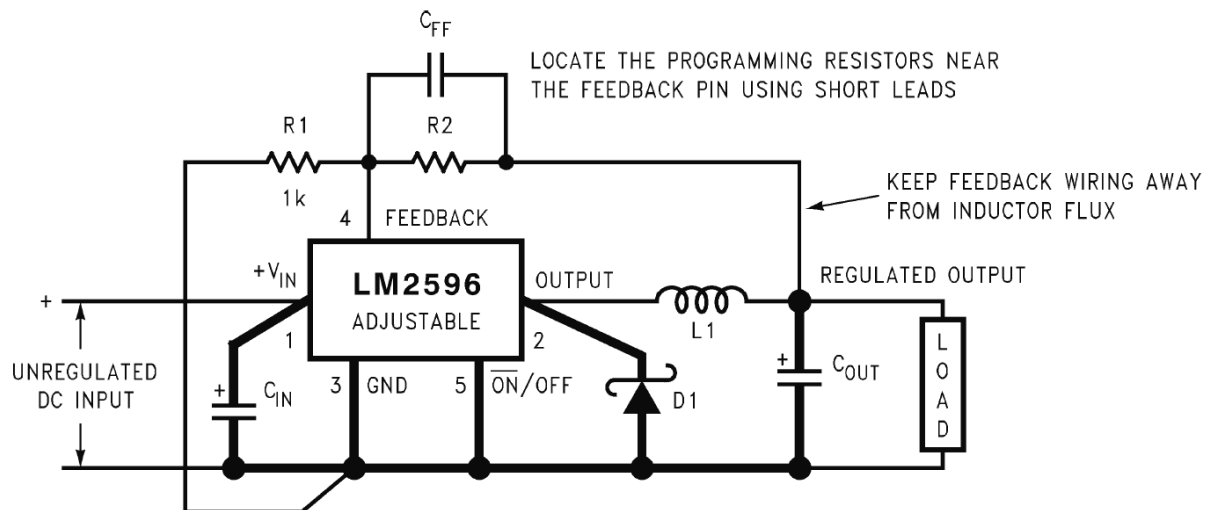 CFF
LOCATE THE PROGRAMMING RESISTORS NEAR
THE FEEDBACK PIN USING SHORT LEADS
R1
R2
1k
KEEP FEEDBACK WIRING AWAY
FROM INDUCTOR FLUX
4 FEEDBACK
+VIN
LM2596
ADJUSTABLE
OUTPUT
REGULATED OUTPUT
+
1
2
L1
UNREGULATED
DC INPUT
+
CIN
3 GND
5 ON/OFF
D1
+
COUT
LOAD